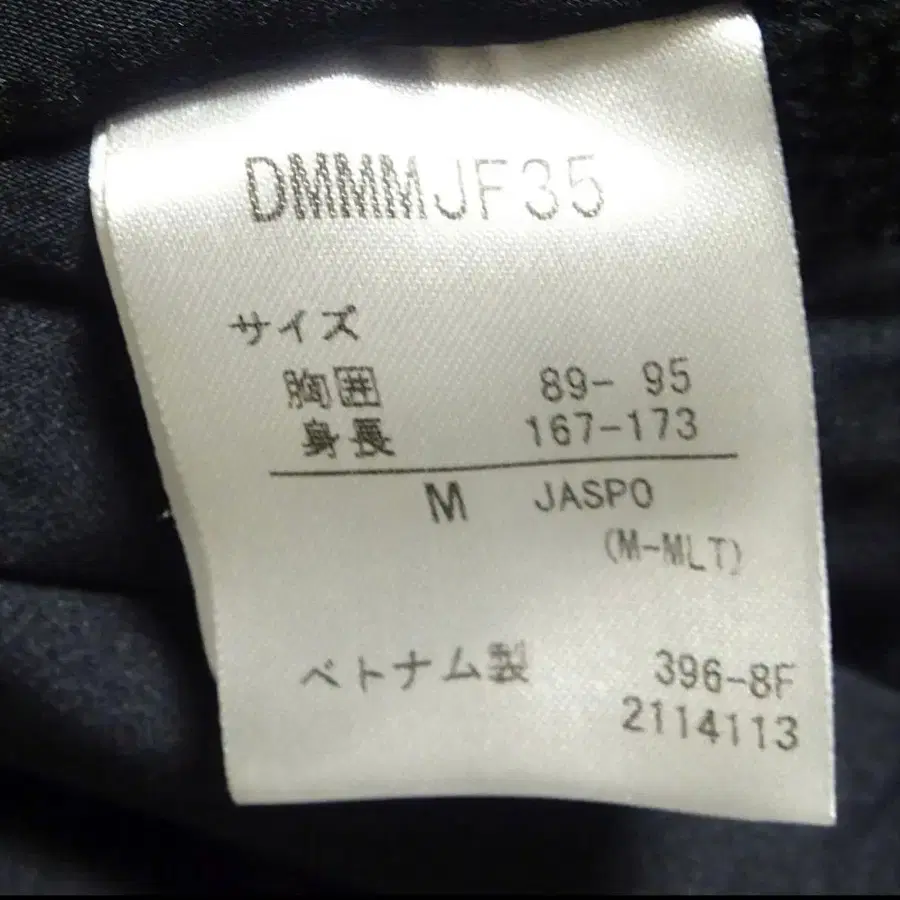 DMMMJF35
サイズ
胸囲 89- 95
身長 167-173
M JASPO
(M-MLT)
ベトナム製 396-8F
2114113